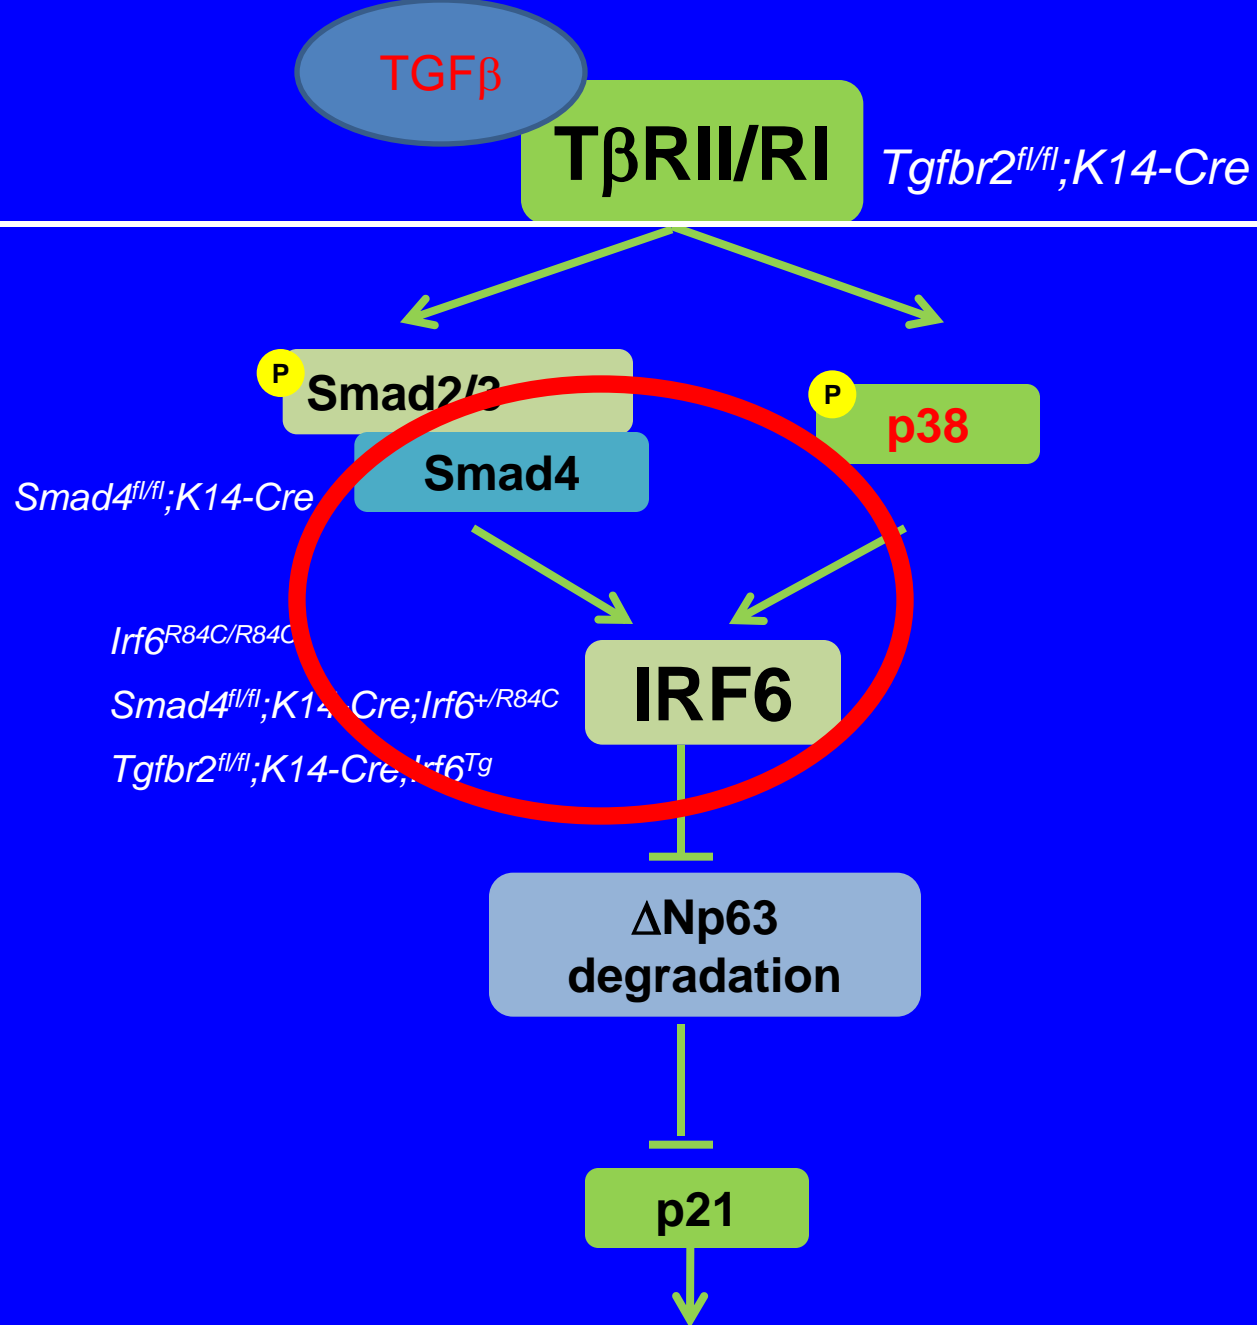 TGFβ
TβRII/RI
Tgfbr2fl/fl;K14-Cre
P
Smad2/3
P
p38
Smad4
Smad4fl/fl;K14-Cre
Irf6R84C/R84C
IRF6
Smad4fl/fl;K14-Cre;Irf6+/R84C
Tgfbr2fl/fl;K14-Cre;Irf6Tg
ΔNp63
degradation
p21